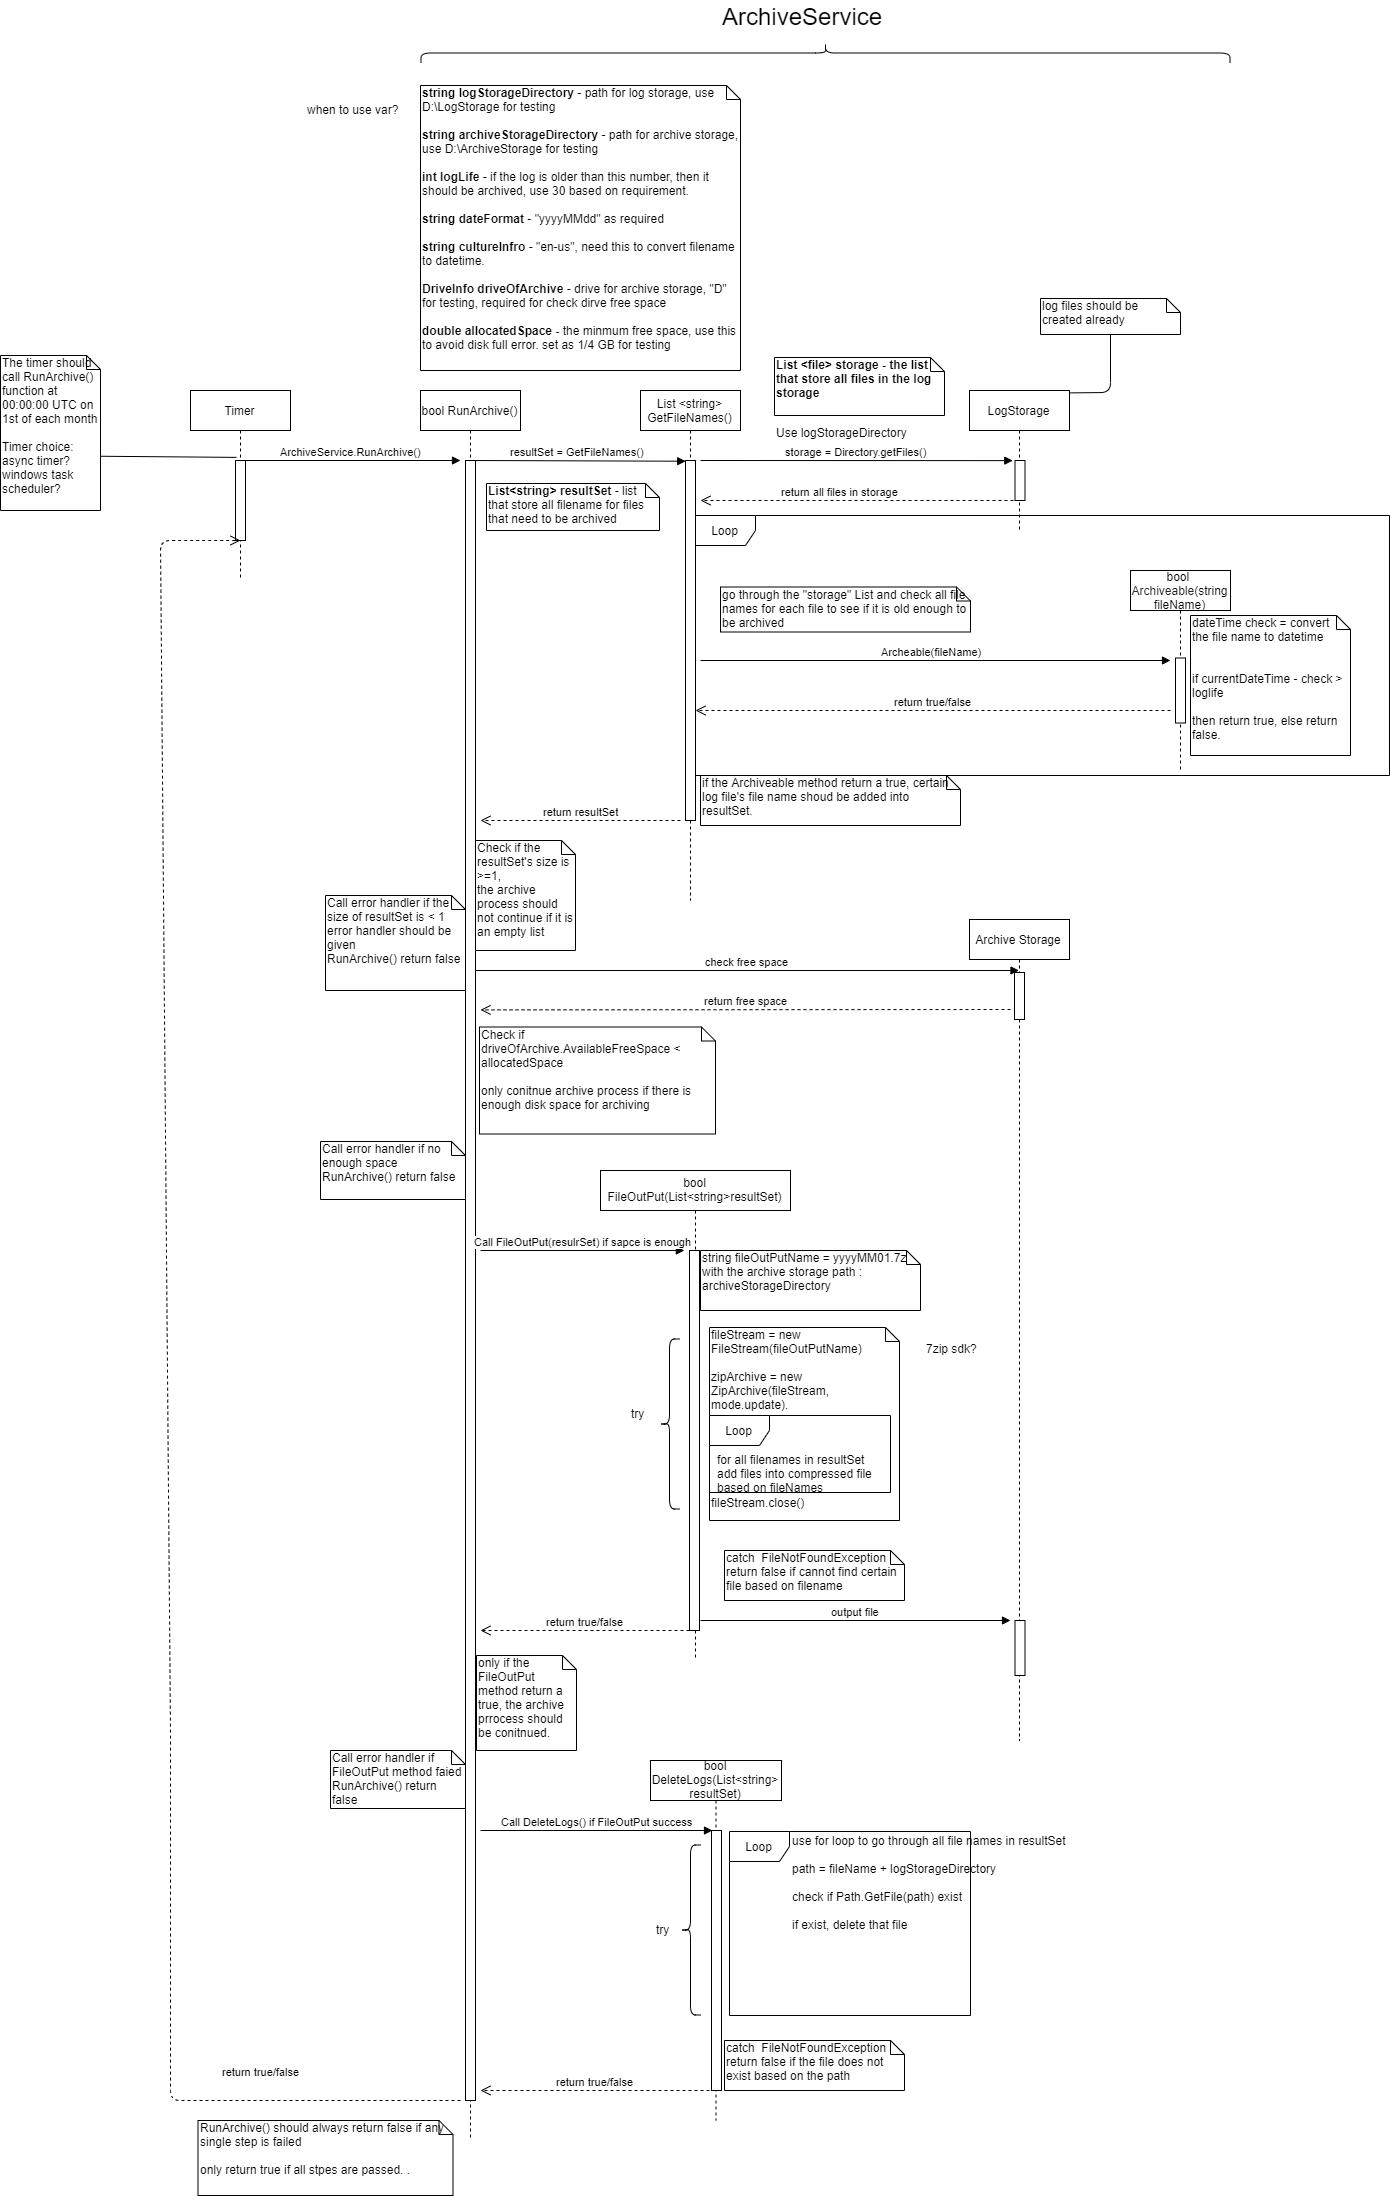 ArchiveService
when to use var?
string logStorageDirectory - path for log storage, use
D:\LogStorage for testing
string archiveStorageDirectory - path for archive storage,
use D:\ArchiveStorage for testing
int logLife - if the log is older than this number, then it
should be archived, use 30 based on requirement.
string dateFormat - "yyyyMMdd" as required
string cultureInfro - "en-us", need this to convert filename
to datetime.
DriveInfo driveOfArchive - drive for archive storage, "D"
for testing, required for check dirve free space
double allocatedSpace - the minmum free space, use this
to avoid disk full error. set as 1/4 GB for testing
log files should be
created already
The timer should
call RunArchive()
function at
00:00:00 UTC on
1st of each month
Timer choice:
async timer?
windows task
scheduler?
List <file> storage - the list
that store all files in the log
storage
Timer
bool RunArchive()
List <string>
GetFileNames()
LogStorage
Use logStorageDirectory
ArchiveService.RunArchive()
resultSet = GetFileNames()
storage = Directory.getFiles()
List<string> resultSet - list
that store all filename for files
that need to be archived
return all files in storage
Loop
bool
Archiveable(string
fileName)
go through the "storage" List and check all file
names for each file to see if it is old enough to
be archived
dateTime check = convert
the file name to datetime
if currentDateTime - check >
loglife
then return true, else return
false.
Archeable(fileName)
return true/false
if the Archiveable method return a true, certain
log file's file name shoud be added into
resultSet.
return resultSet
Check if the
resultSet's size is
>=1,
the archive
process should
not continue if it is
an empty list
Call error handler if the
size of resultSet is < 1
error handler should be
given
RunArchive() return false
Archive Storage
check free space
return free space
Check if
driveOfArchive.AvailableFreeSpace <
allocatedSpace
only conitnue archive process if there is
enough disk space for archiving
Call error handler if no
enough space
RunArchive() return false
bool
FileOutPut(List<string>resultSet)
Call FileOutPut(resulrSet) if sapce is enough
string fileOutPutName = yyyyMM01.7z
with the archive storage path :
archiveStorageDirectory
try
fileStream = new
FileStream(fileOutPutName)
zipArchive = new
ZipArchive(fileStream,
mode.update).
7zip sdk?
Loop
for all filenames in resultSet
add files into compressed file
based on fileNames
fileStream.close()
catch  FileNotFoundException
return false if cannot find certain
file based on filename
output file
return true/false
only if the
FileOutPut
method return a
true, the archive
prrocess should
be conitnued.
Call error handler if
FileOutPut method faied
RunArchive() return
false
bool
DeleteLogs(List<string>
resultSet)
Call DeleteLogs() if FileOutPut success
try
Loop
use for loop to go through all file names in resultSet
path = fileName + logStorageDirectory
check if Path.GetFile(path) exist
if exist, delete that file
catch  FileNotFoundException
return false if the file does not
exist based on the path
return true/false
return true/false
RunArchive() should always return false if any
single step is failed
only return true if all stpes are passed. .